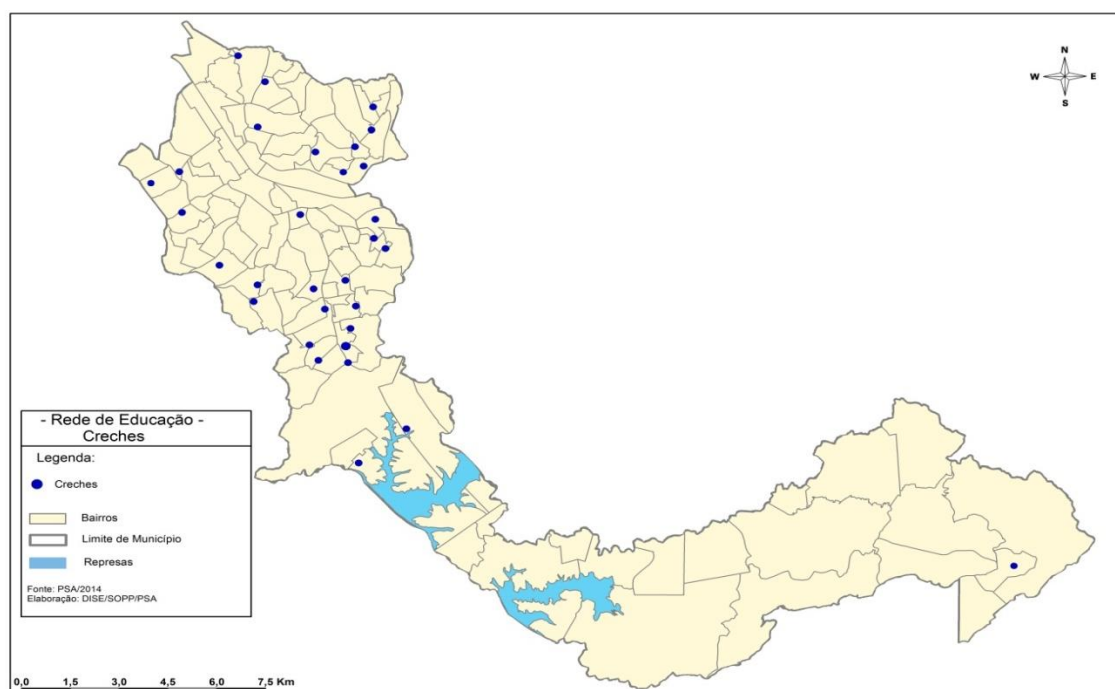 N
W E
S
- Rede de Educação -
Creches
Legenda:
Creches
Bairros
Limite de Município
Represas
Fonte: PSA/2014
Elaboração: DISE/SOPP/PSA
0,0 1,5 3,0 4,5 6,0 7,5 Km